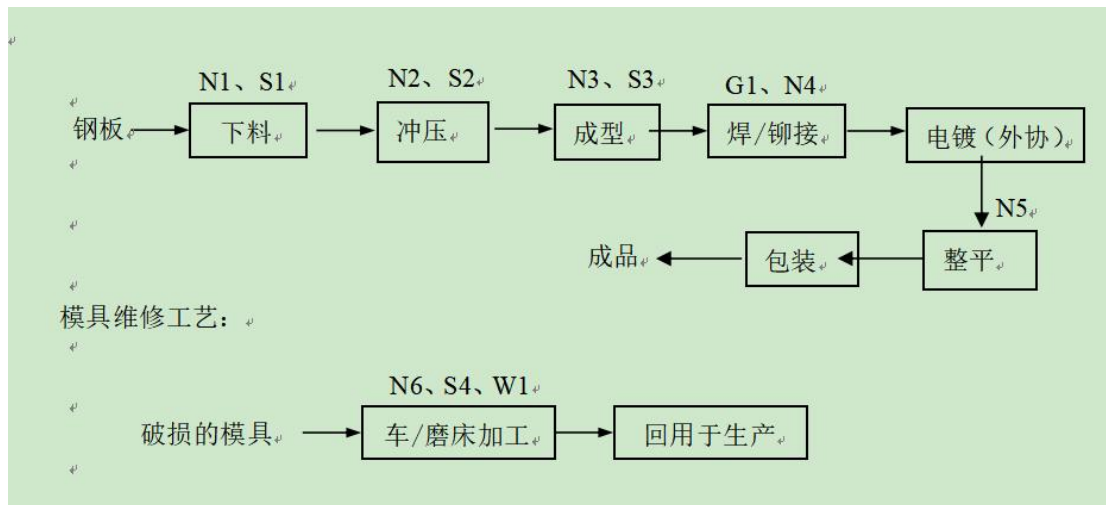 N1、S1
N2、S2
N3、S3
G1、N4
钢板
下料
冲压
成型
焊/铆接
电镀（外协）
N5
成品
包装
整平
模具维修工艺：
N6、S4、W1
破损的模具
车/磨床加工
回用于生产